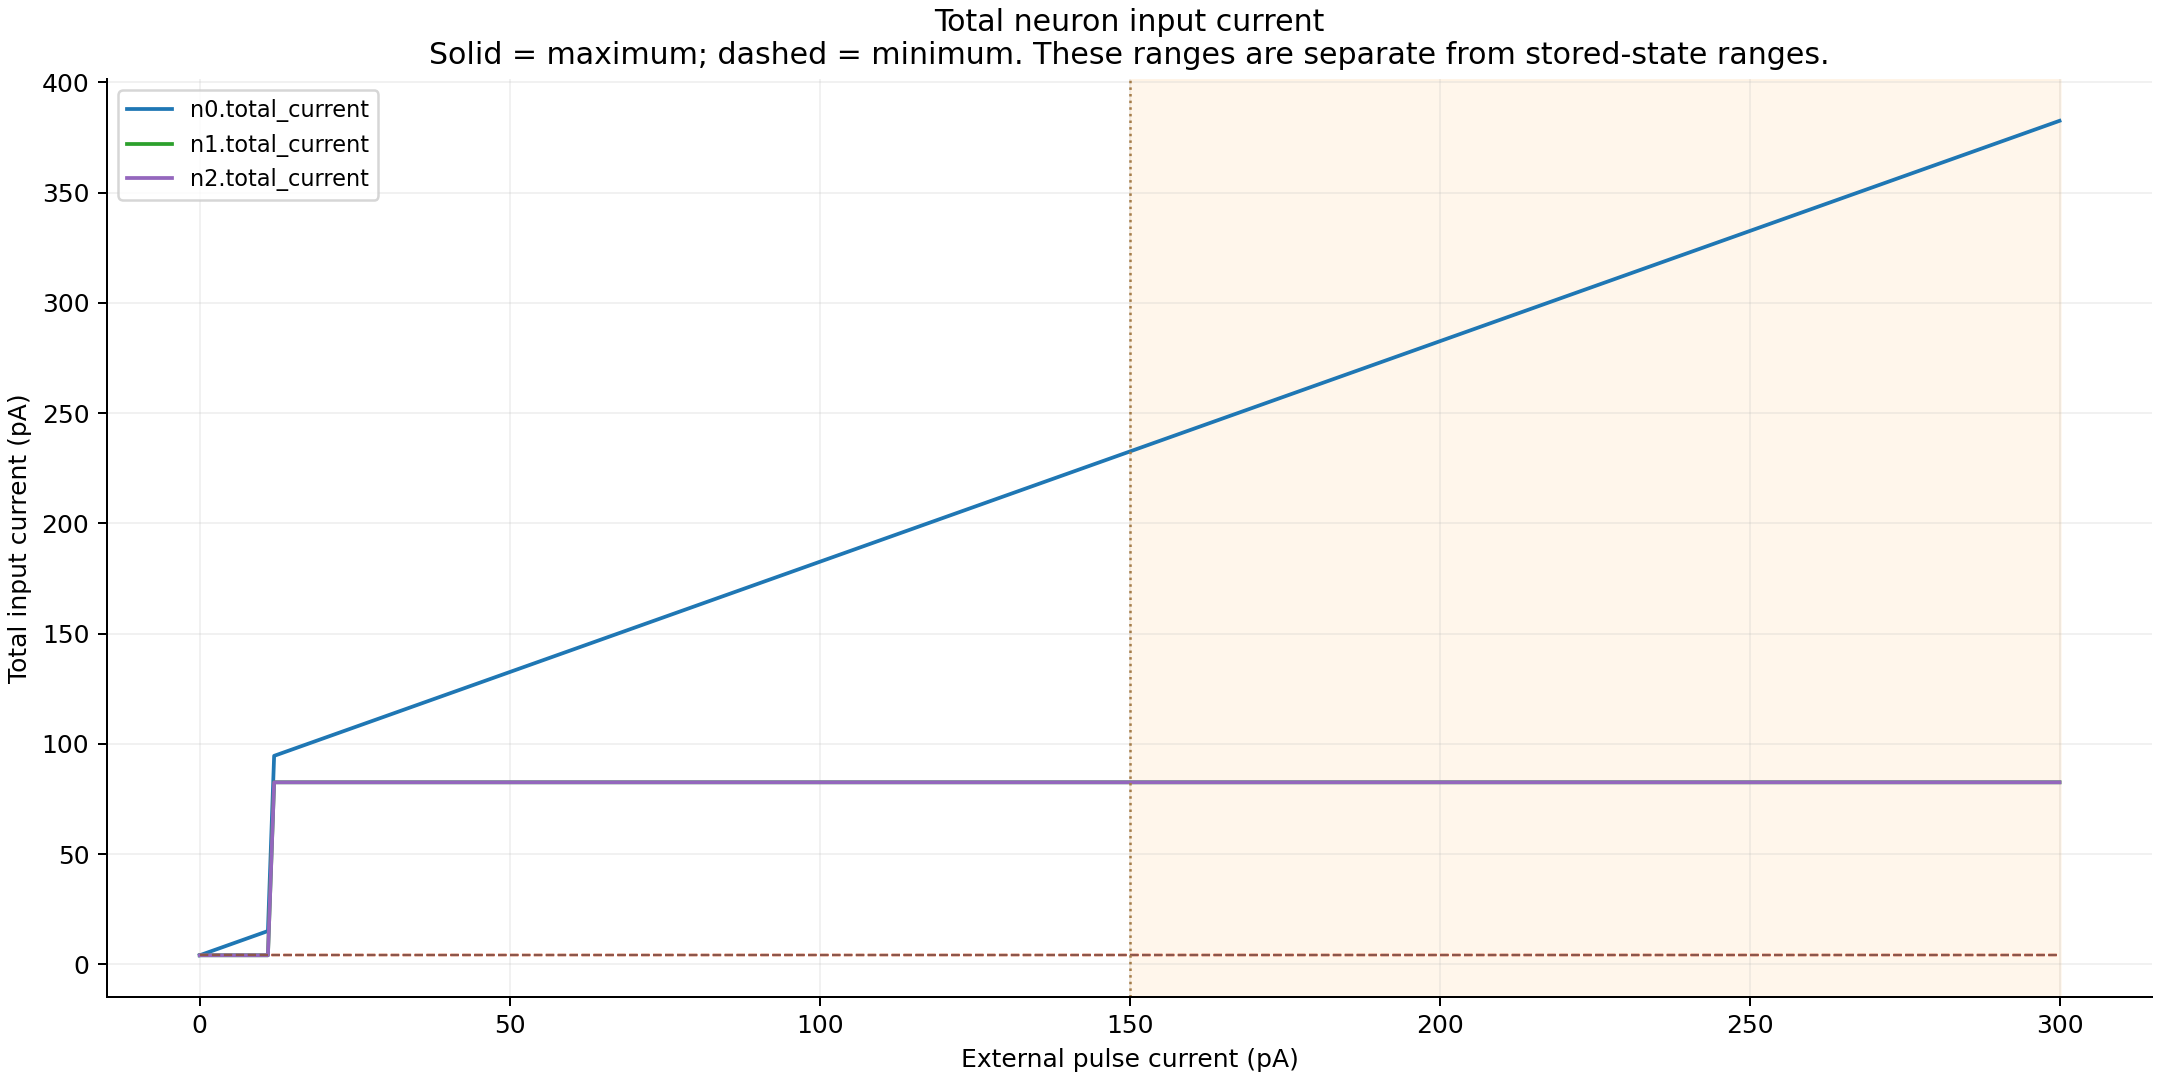 Total neuron input current
Solid = maximum; dashed = minimum. These ranges are separate from stored-state ranges.
n0.total_current
n1.total_current
n2.total_current
Total input current (pA)
400
350
300
250
200
150
100
50
0
0
50
100
150
200
250
300
External pulse current (pA)